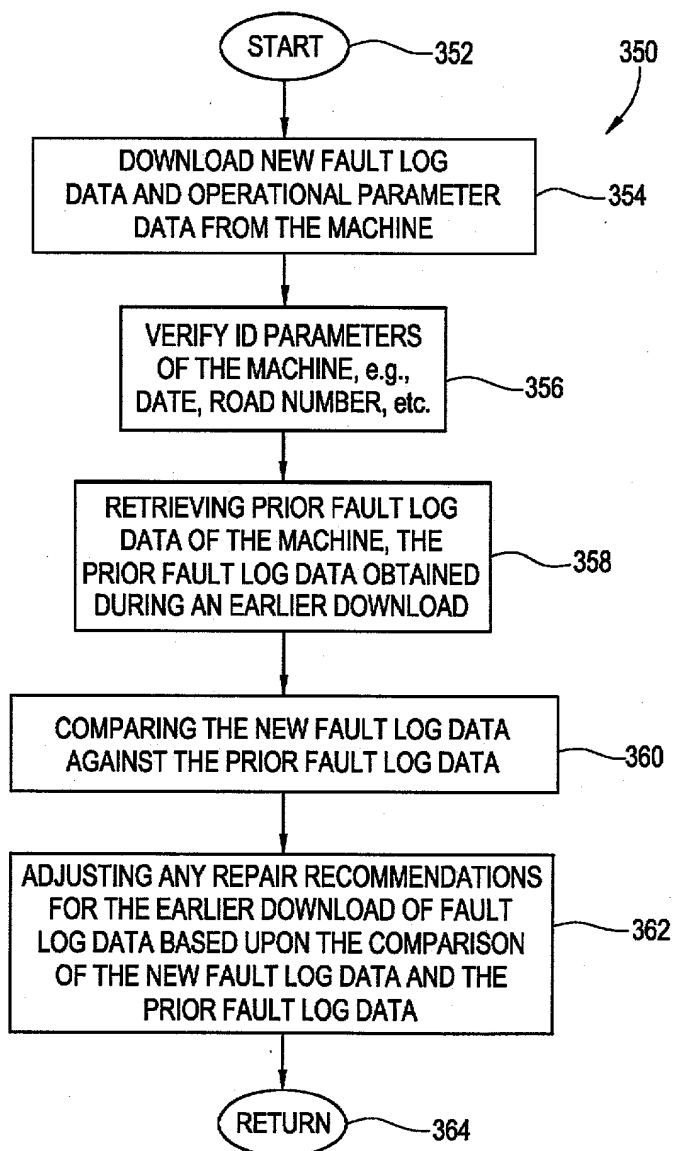 START
352
350
DOWNLOAD NEW FAULT LOG
DATA AND OPERATIONAL PARAMETER
DATA FROM THE MACHINE
354
VERIFY ID PARAMETERS
OF THE MACHINE, e.g.,
DATE, ROAD NUMBER, etc.
356
RETRIEVING PRIOR FAULT LOG
DATA OF THE MACHINE, THE
PRIOR FAULT LOG DATA OBTAINED
DURING AN EARLIER DOWNLOAD
358
COMPARING THE NEW FAULT LOG DATA
AGAINST THE PRIOR FAULT LOG DATA
360
ADJUSTING ANY REPAIR RECOMMENDATIONS
FOR THE EARLIER DOWNLOAD OF FAULT
LOG DATA BASED UPON THE COMPARISON
OF THE NEW FAULT LOG DATA AND THE
PRIOR FAULT LOG DATA
362
RETURN
364